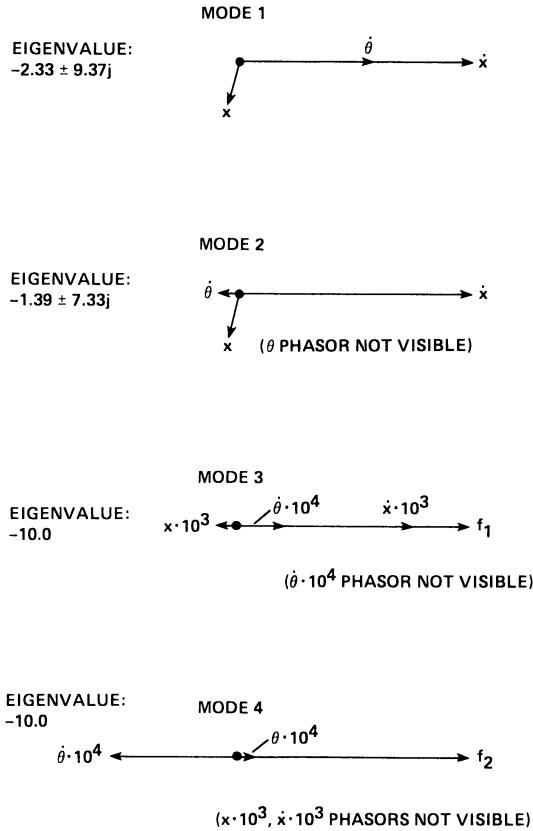 MODE 1
EIGENVALUE:
-2.33 ± 9.37j
θ̇
ẋ
x
MODE 2
EIGENVALUE:
-1.39 ± 7.33j
θ̇
ẋ
x
(θ PHASOR NOT VISIBLE)
MODE 3
EIGENVALUE:
-10.0
x·10³
θ̇·10⁴
ẋ·10³
f₁
(θ̇·10⁴ PHASOR NOT VISIBLE)
EIGENVALUE:
-10.0
MODE 4
θ̇·10⁴
θ·10⁴
f₂
(x·10³, ẋ·10³ PHASORS NOT VISIBLE)